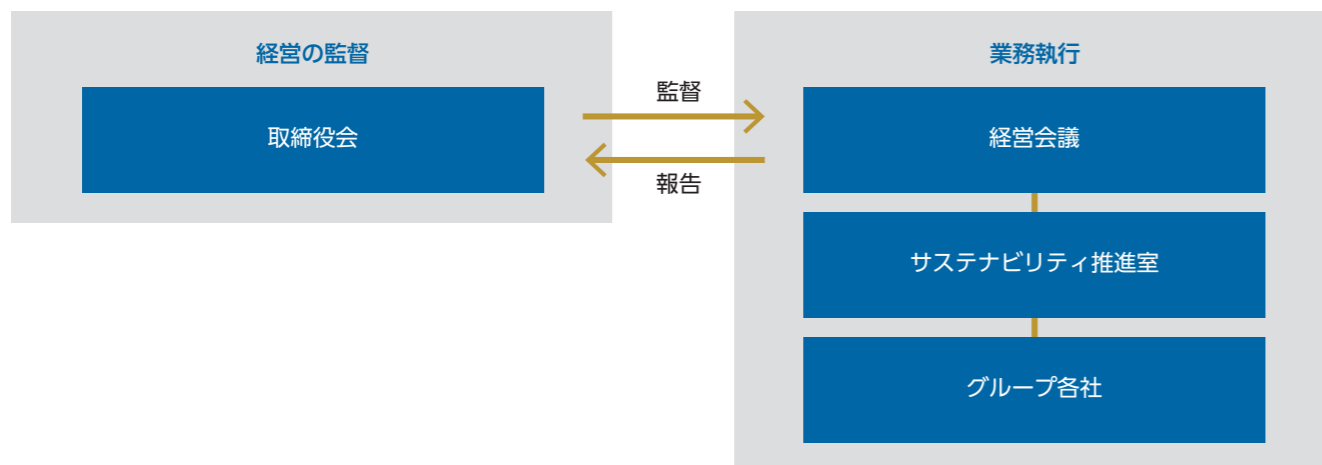 経営の監督
取締役会
監督
報告
業務執行
経営会議
サステナビリティ推進室
グループ各社